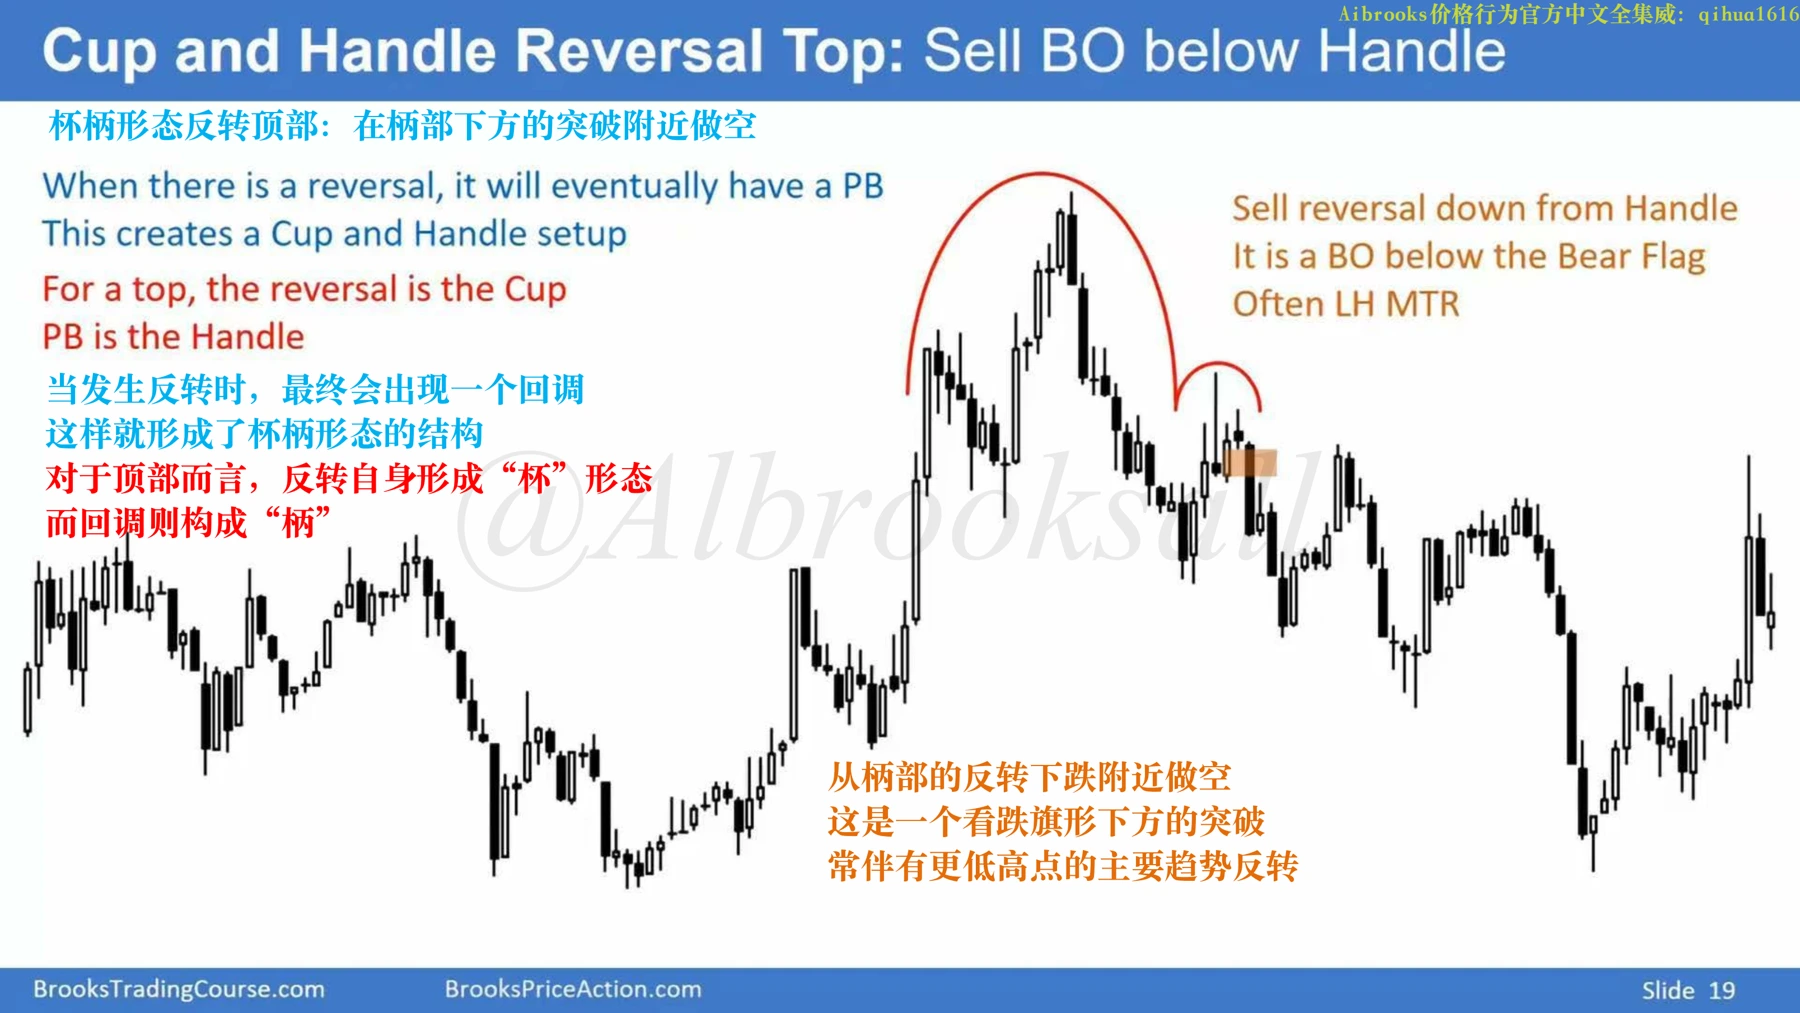 Aibrooks价格行为官方中文全集威：qihua1616
Cup and Handle Reversal Top: Sell BO below Handle
杯柄形态反转顶部：在柄部下方的突破附近做空
When there is a reversal, it will eventually have a PB
This creates a Cup and Handle setup
For a top, the reversal is the Cup
PB is the Handle
当发生反转时，最终会出现一个回调
这样就形成了杯柄形态的结构
对于顶部而言，反转自身形成“杯”形态
而回调则构成“柄”
Sell reversal down from Handle
It is a BO below the Bear Flag
Often LH MTR
@Albrooksall
从柄部的反转下跌附近做空
这是一个看跌旗形下方的突破
常伴有更低高点的主要趋势反转
BrooksTradingCourse.com
BrooksPriceAction.com
Slide 19